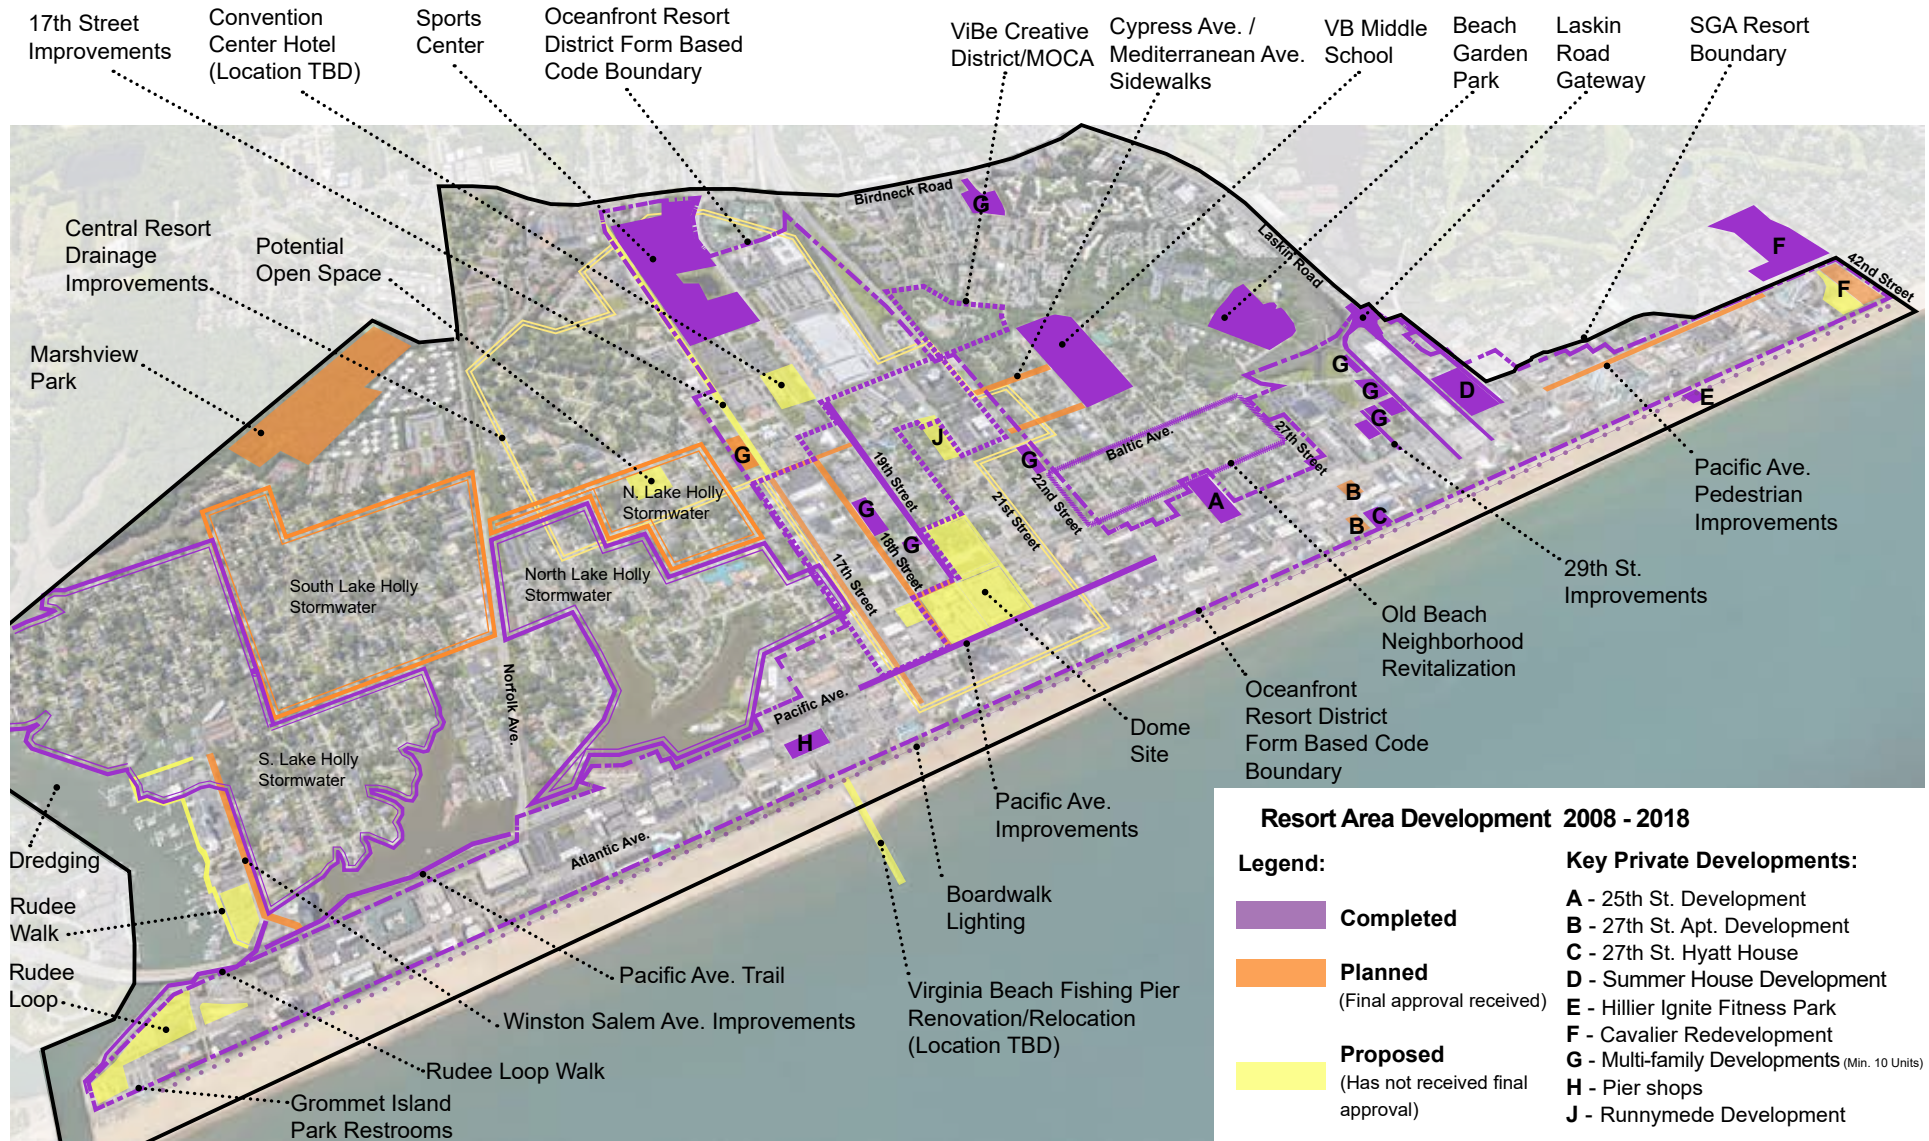 17th Street
Improvements
Convention
Center Hotel
(Location TBD)
Sports
Center
Oceanfront Resort
District Form Based
Code Boundary
ViBe Creative
District/MOCA
Cypress Ave. /
Mediterranean Ave.
Sidewalks
VB Middle
School
Beach
Garden
Park
Laskin
Road
Gateway
SGA Resort
Boundary
Birdneck Road
G
Laskin Road
F
42nd Street
F
Central Resort
Drainage
Improvements
Potential
Open Space
Marshview
Park
G
G
D
G
E
J
G
G
Baltic Ave.
27th Street
22nd Street
21st Street
19th Street
18th Street
17th Street
G
G
A
B
B
C
Pacific Ave.
Pedestrian
Improvements
N. Lake Holly
Stormwater
South Lake Holly
Stormwater
North Lake Holly
Stormwater
29th St.
Improvements
Old Beach
Neighborhood
Revitalization
Norfolk Ave.
Pacific Ave.
H
Oceanfront
Resort District
Form Based Code
Boundary
Dome
Site
S. Lake Holly
Stormwater
Pacific Ave.
Improvements
Atlantic Ave.
Dredging
Rudee
Walk
Rudee
Loop
Boardwalk
Lighting
Pacific Ave. Trail
Virginia Beach Fishing Pier
Renovation/Relocation
(Location TBD)
Winston Salem Ave. Improvements
Rudee Loop Walk
Grommet Island
Park Restrooms
Resort Area Development 2008 - 2018
Legend:
Completed
Planned
(Final approval received)
Proposed
(Has not received final
approval)
Key Private Developments:
A - 25th St. Development
B - 27th St. Apt. Development
C - 27th St. Hyatt House
D - Summer House Development
E - Hillier Ignite Fitness Park
F - Cavalier Redevelopment
G - Multi-family Developments (Min. 10 Units)
H - Pier shops
J - Runnymede Development